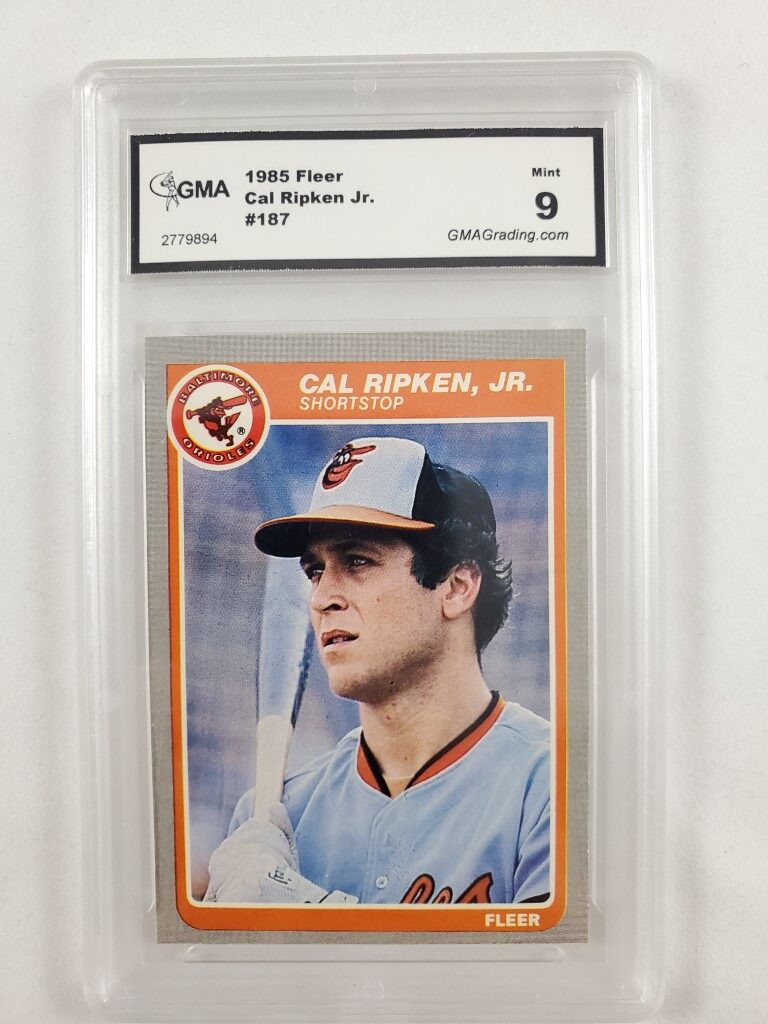 GMA
1985 Fleer
Cal Ripken Jr.
#187
2779894
Mint
9
GMAGrading.com
BALTIMORE
ORIOLES
®
CAL RIPKEN, JR.
SHORTSTOP
les
FLEER